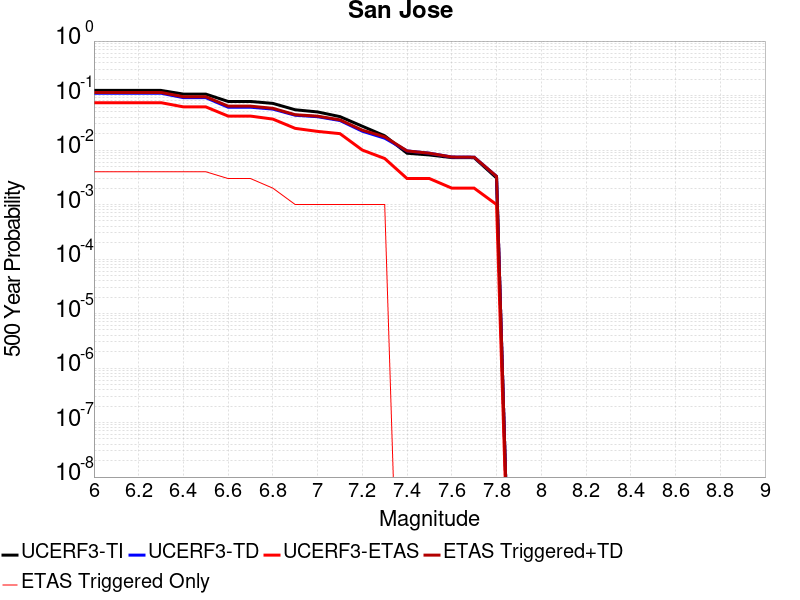 San Jose
10^0
10^-1
10^-2
10^-3
10^-4
10^-5
10^-6
10^-7
10^-8
500 Year Probability
6 6.2 6.4 6.6 6.8 7 7.2 7.4 7.6 7.8 8 8.2 8.4 8.6 8.8 9
Magnitude
UCERF3-TI UCERF3-TD UCERF3-ETAS ETAS Triggered+TD
ETAS Triggered Only